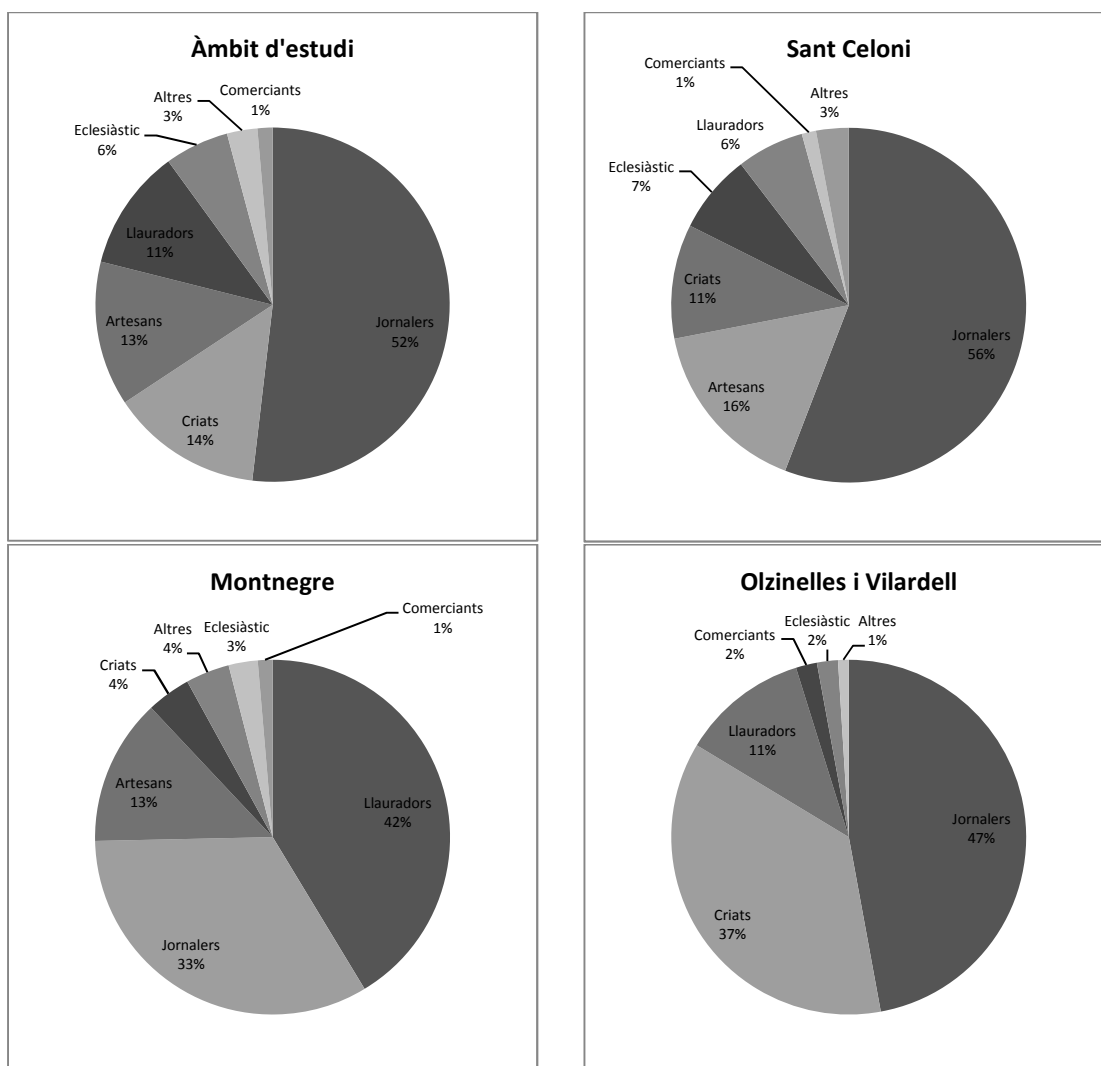 Àmbit d'estudi
Comerciants
1%
Altres
3%
Eclesiàstic
6%
Llauradors
11%
Artesans
13%
Criats
14%
Jornalers
52%
Sant Celoni
Comerciants
1%
Altres
3%
Llauradors
6%
Eclesiàstic
7%
Criats
11%
Artesans
16%
Jornalers
56%
Montnegre
Comerciants
1%
Eclesiàstic
3%
Altres
4%
Criats
4%
Artesans
13%
Llauradors
42%
Jornalers
33%
Olzinelles i Vilardell
Altres
1%
Eclesiàstic
2%
Comerciants
2%
Llauradors
11%
Jornalers
47%
Criats
37%